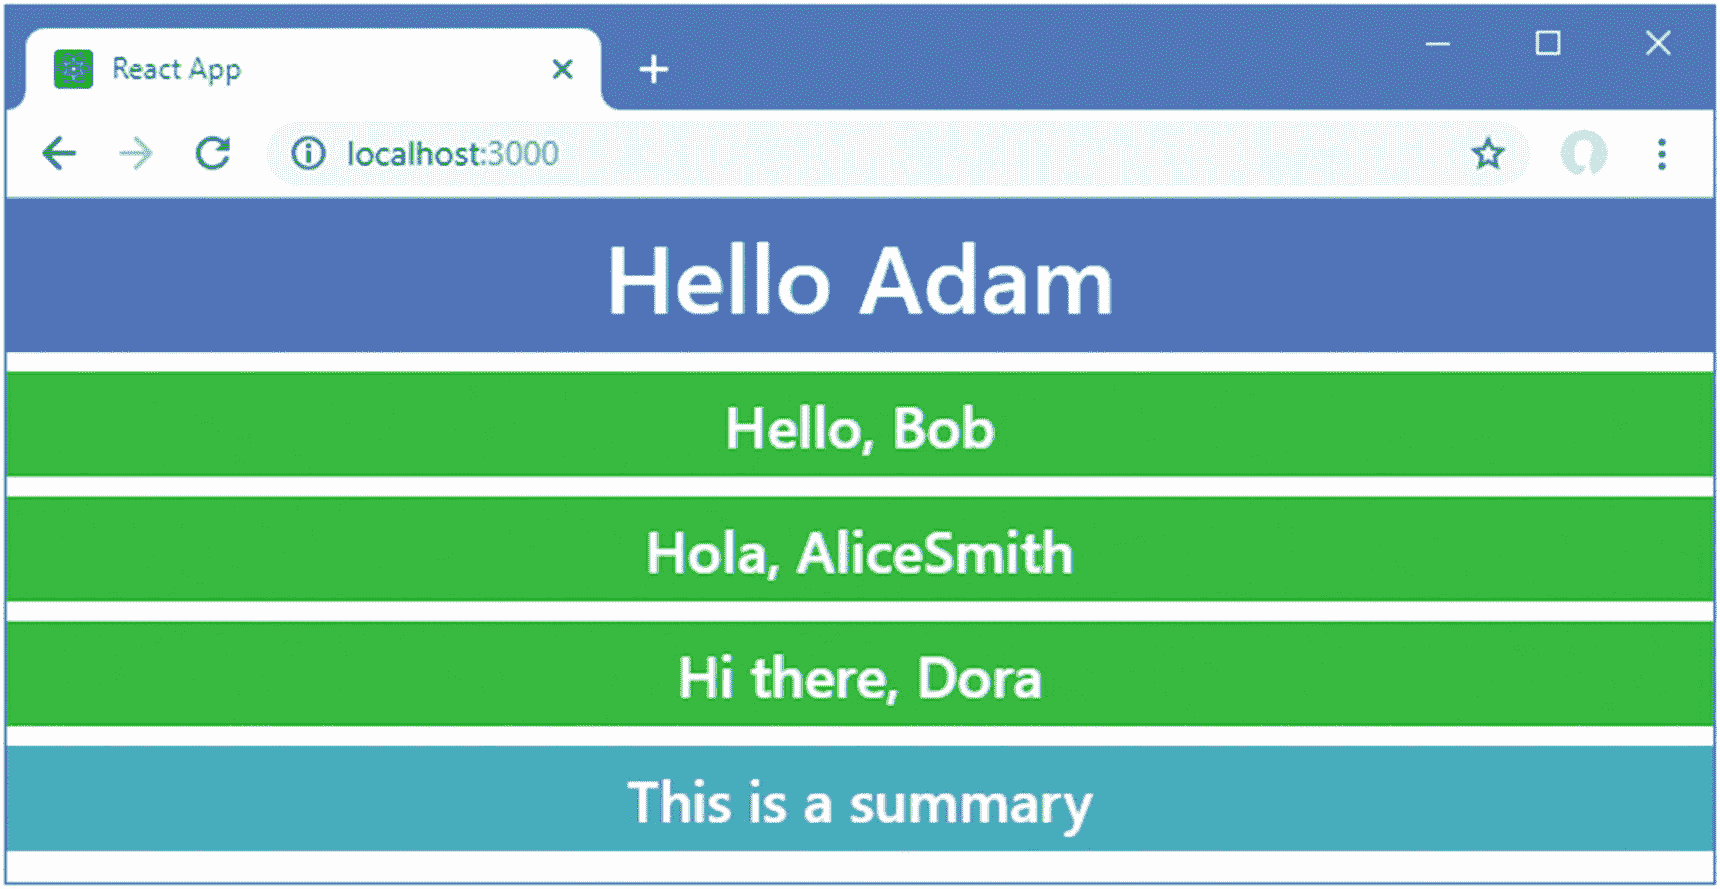 React App
localhost:3000
Hello Adam
Hello, Bob
Hola, AliceSmith
Hi there, Dora
This is a summary